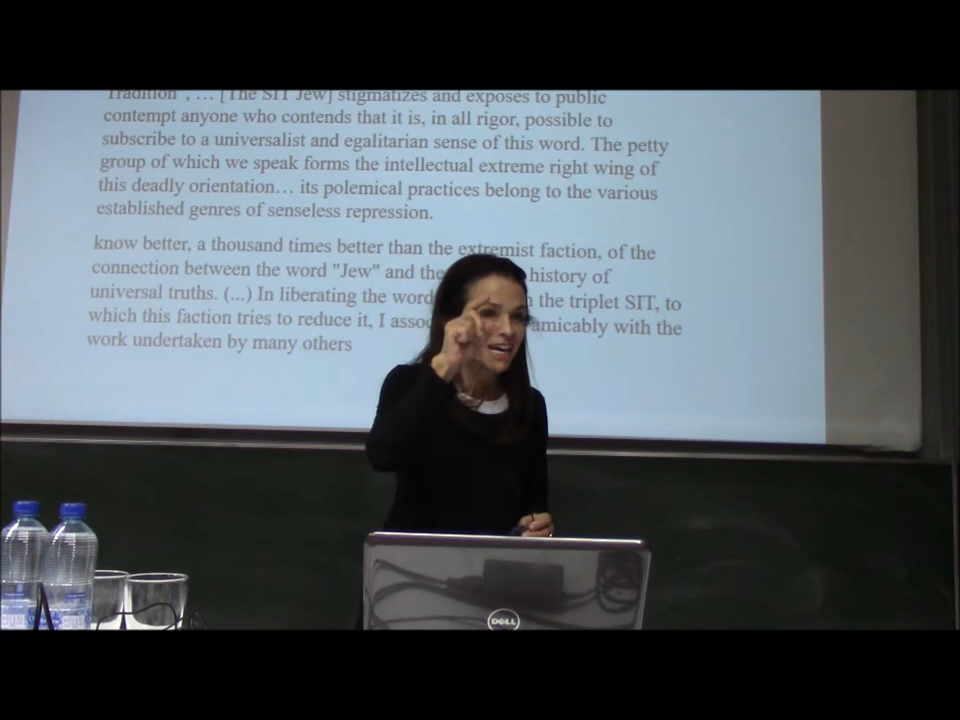 Tradition", ... [The SIT Jew] stigmatizes and exposes to public
contempt anyone who contends that it is, in all rigor, possible to
subscribe to a universalist and egalitarian sense of this word. The petty
group of which we speak forms the intellectual extreme right wing of
this deadly orientation... its polemical practices belong to the various
established genres of senseless repression.
know better, a thousand times better than the extremist faction, of the
connection between the word "Jew" and the history of
universal truths. (...) In liberating the word the triplet SIT, to
which this faction tries to reduce it, I amicably with the
work undertaken by many others
DELL